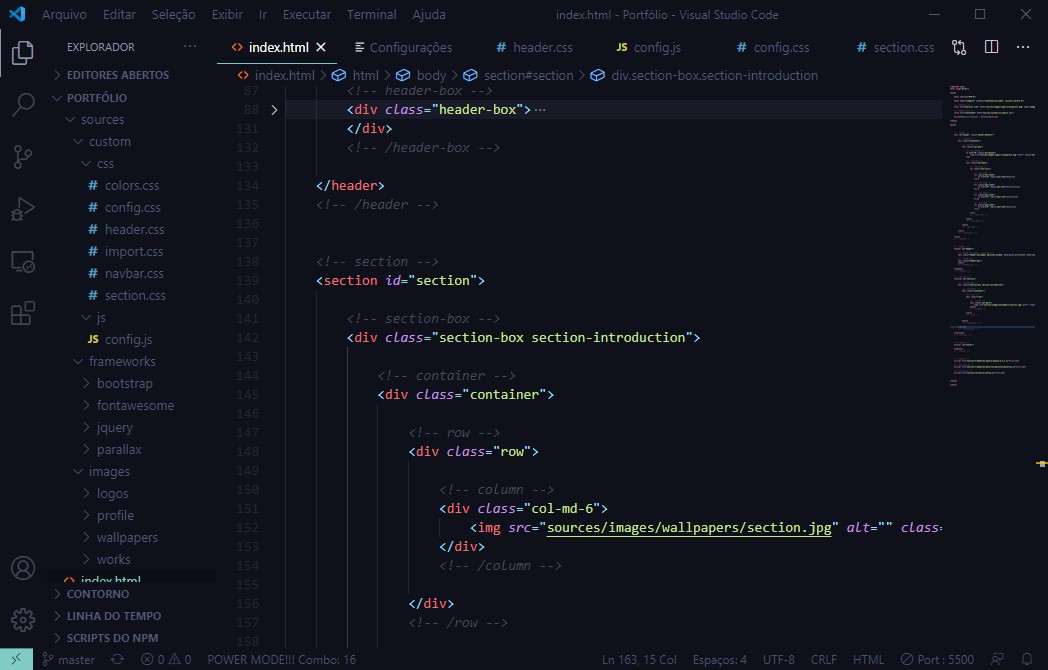 Arquivo Editar Seleção Exibir Ir Executar Terminal Ajuda index.html - Portfólio - Visual Studio Code
EXPLORADOR ···
EDITORES ABERTOS
PORTFÓLIO
sources
custom
css
# colors.css
# config.css
# header.css
# import.css
# navbar.css
# section.css
js
JS config.js
frameworks
bootstrap
fontawesome
jquery
parallax
images
logos
profile
wallpapers
works
<> index.html
CONTORNO
LINHA DO TEMPO
SCRIPTS DO NPM
<> index.html × Configurações # header.css JS config.js # config.css # section.css ···
<> index.html > html > body > section#section > div.section-box.section-introduction
87 <!-- header-box -->
88 <div class="header-box">···
131 </div>
132 <!-- /header-box -->
133
134 </header>
135 <!-- /header -->
136
137
138 <!-- section -->
139 <section id="section">
140
141 <!-- section-box -->
142 <div class="section-box section-introduction">
143
144 <!-- container -->
145 <div class="container">
146
147 <!-- row -->
148 <div class="row">
149
150 <!-- column -->
151 <div class="col-md-6">
152 <img src="sources/images/wallpapers/section.jpg" alt="" class=
153 </div>
154 <!-- /column -->
155
156 </div>
157 <!-- /row -->
158
master 0 0 POWER MODE!!! Combo: 16 Ln 163, 15 Col Espaços: 4 UTF-8 CRLF HTML Port : 5500